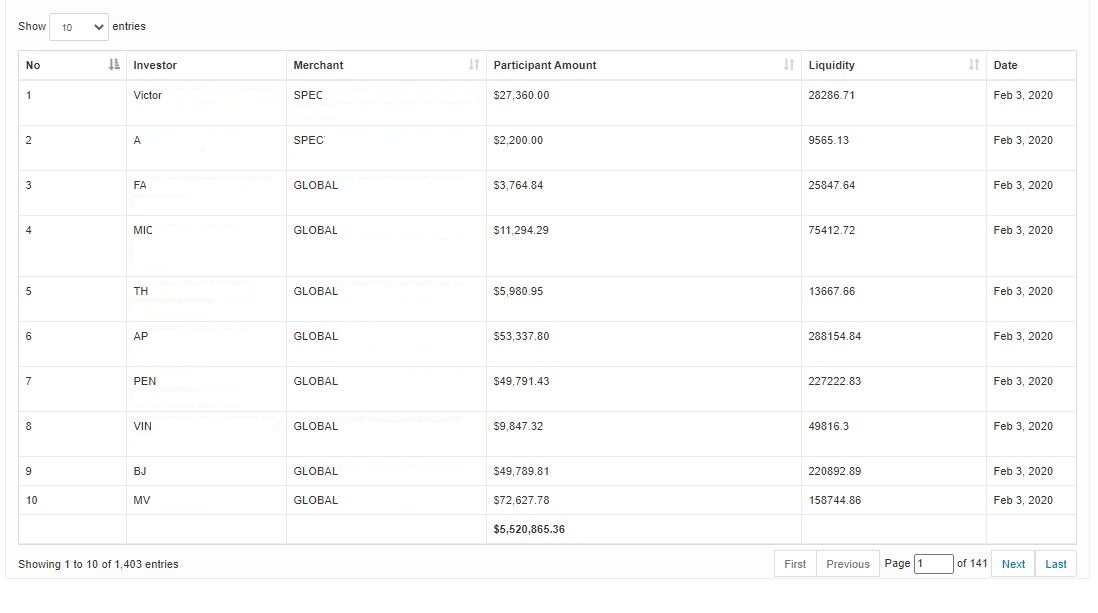 Show 10 entries
No Investor Merchant Participant Amount Liquidity Date
1 Victor SPEC $27,360.00 28286.71 Feb 3, 2020
2 A SPEC $2,200.00 9565.13 Feb 3, 2020
3 FA GLOBAL $3,764.84 25847.64 Feb 3, 2020
4 MIC GLOBAL $11,294.29 75412.72 Feb 3, 2020
5 TH GLOBAL $5,980.95 13667.66 Feb 3, 2020
6 AP GLOBAL $53,337.80 288154.84 Feb 3, 2020
7 PEN GLOBAL $49,791.43 227222.83 Feb 3, 2020
8 VIN GLOBAL $9,847.32 49816.3 Feb 3, 2020
9 BJ GLOBAL $49,789.81 220892.89 Feb 3, 2020
10 MV GLOBAL $72,627.78 158744.86 Feb 3, 2020
$5,520,865.36
Showing 1 to 10 of 1,403 entries First Previous Page 1 of 141 Next Last